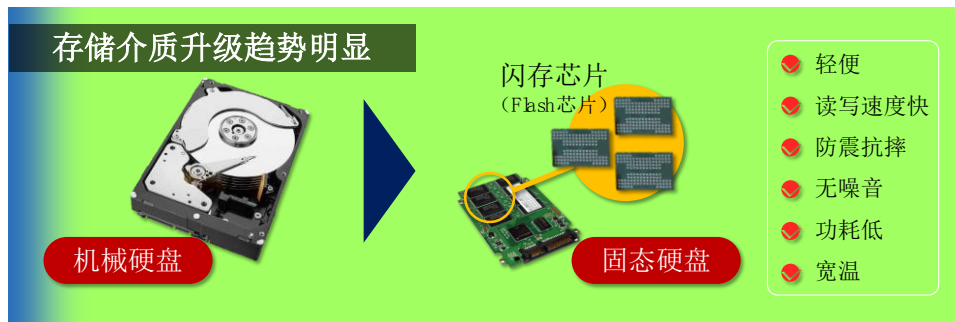 存储介质升级趋势明显
机械硬盘
闪存芯片
（Flash芯片）
固态硬盘
轻便
读写速度快
防震抗摔
无噪音
功耗低
宽温